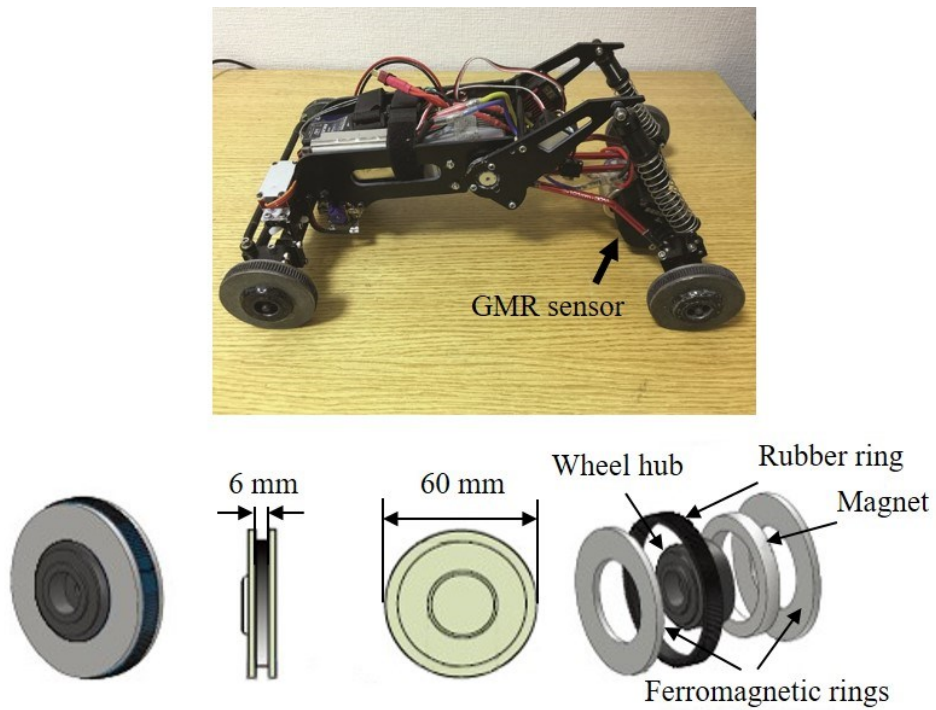 GMR sensor
6 mm
60 mm
Wheel hub
Rubber ring
Magnet
Ferromagnetic rings